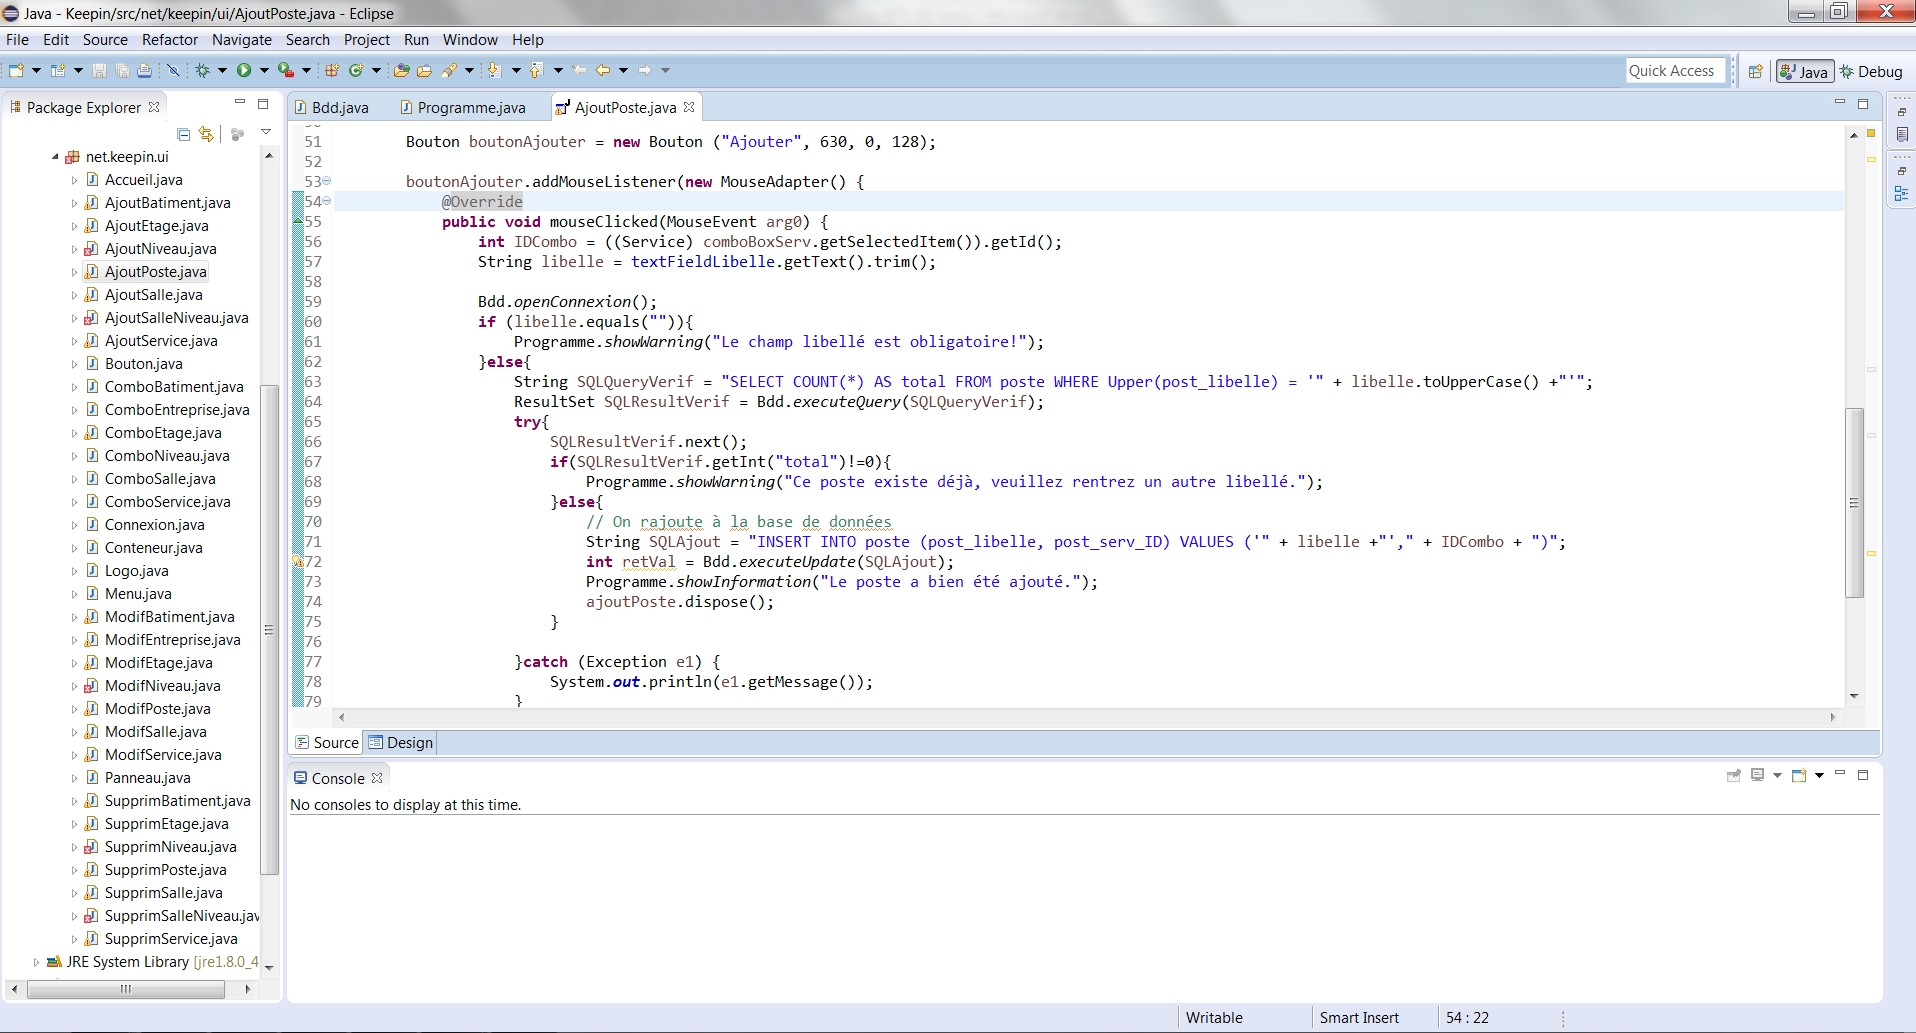 Java - Keepin/src/net/keepin/ui/AjoutPoste.java - Eclipse
File Edit Source Refactor Navigate Search Project Run Window Help
Quick Access Java Debug
Package Explorer
net.keepin.ui
Accueil.java
AjoutBatiment.java
AjoutEtage.java
AjoutNiveau.java
AjoutPoste.java
AjoutSalle.java
AjoutSalleNiveau.java
AjoutService.java
Bouton.java
ComboBatiment.java
ComboEntreprise.java
ComboEtage.java
ComboNiveau.java
ComboSalle.java
ComboService.java
Connexion.java
Conteneur.java
Logo.java
Menu.java
ModifBatiment.java
ModifEntreprise.java
ModifEtage.java
ModifNiveau.java
ModifPoste.java
ModifSalle.java
ModifService.java
Panneau.java
SupprimBatiment.java
SupprimEtage.java
SupprimNiveau.java
SupprimPoste.java
SupprimSalle.java
SupprimSalleNiveau.jav
SupprimService.java
JRE System Library [jre1.8.0_4
Bdd.java Programme.java AjoutPoste.java
51 Bouton boutonAjouter = new Bouton ("Ajouter", 630, 0, 128);
52
53 boutonAjouter.addMouseListener(new MouseAdapter() {
54 @Override
55 public void mouseClicked(MouseEvent arg0) {
56 int IDCombo = ((Service) comboBoxServ.getSelectedItem()).getId();
57 String libelle = textFieldLibelle.getText().trim();
58
59 Bdd.openConnexion();
60 if (libelle.equals("")){
61 Programme.showWarning("Le champ libellé est obligatoire!");
62 }else{
63 String SQLQueryVerif = "SELECT COUNT(*) AS total FROM poste WHERE Upper(post_libelle) = '" + libelle.toUpperCase() +"'";
64 ResultSet SQLResultVerif = Bdd.executeQuery(SQLQueryVerif);
65 try{
66 SQLResultVerif.next();
67 if(SQLResultVerif.getInt("total")!=0){
68 Programme.showWarning("Ce poste existe déjà, veuillez rentrez un autre libellé.");
69 }else{
70 // On rajoute à la base de données
71 String SQLAjout = "INSERT INTO poste (post_libelle, post_serv_ID) VALUES ('" + libelle +"'," + IDCombo + ")";
72 int retVal = Bdd.executeUpdate(SQLAjout);
73 Programme.showInformation("Le poste a bien été ajouté.");
74 ajoutPoste.dispose();
75 }
76
77 }catch (Exception e1) {
78 System.out.println(e1.getMessage());
79 }
Source Design
Console
No consoles to display at this time.
Writable Smart Insert 54 : 22